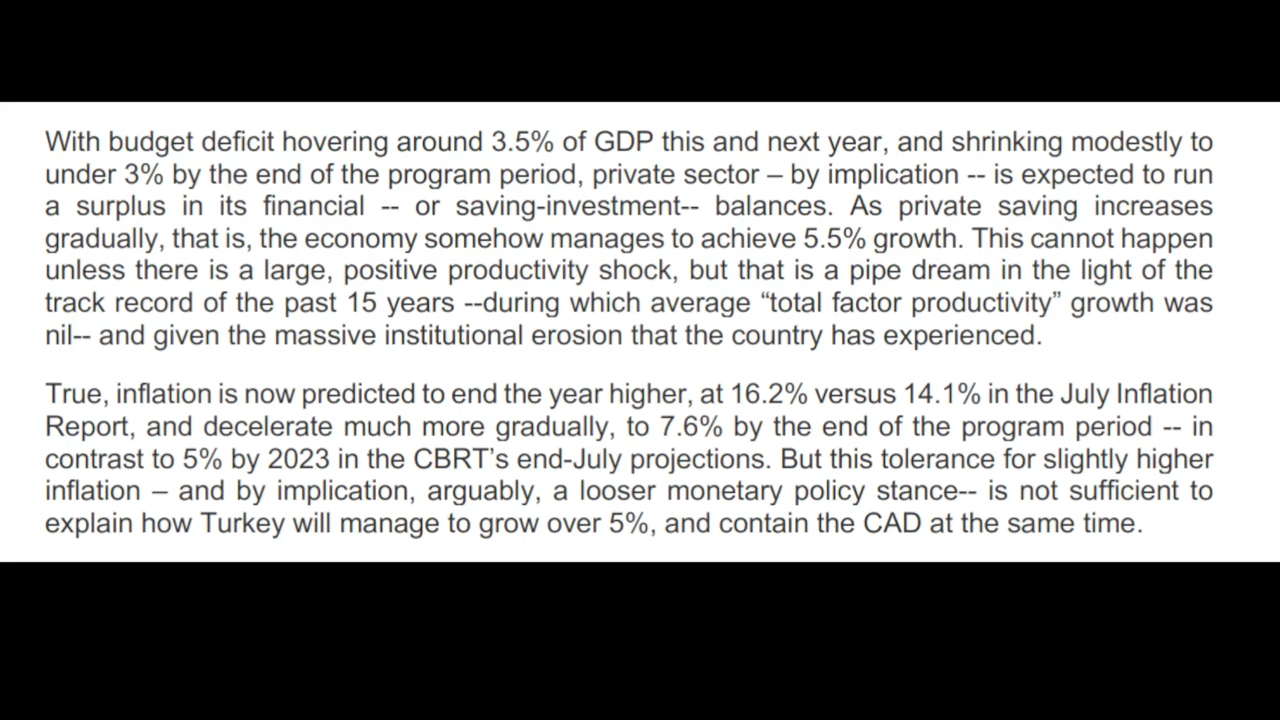 With budget deficit hovering around 3.5% of GDP this and next year, and shrinking modestly to
under 3% by the end of the program period, private sector – by implication -- is expected to run
a surplus in its financial -- or saving-investment-- balances. As private saving increases
gradually, that is, the economy somehow manages to achieve 5.5% growth. This cannot happen
unless there is a large, positive productivity shock, but that is a pipe dream in the light of the
track record of the past 15 years --during which average “total factor productivity” growth was
nil-- and given the massive institutional erosion that the country has experienced.
True, inflation is now predicted to end the year higher, at 16.2% versus 14.1% in the July Inflation
Report, and decelerate much more gradually, to 7.6% by the end of the program period -- in
contrast to 5% by 2023 in the CBRT’s end-July projections. But this tolerance for slightly higher
inflation – and by implication, arguably, a looser monetary policy stance-- is not sufficient to
explain how Turkey will manage to grow over 5%, and contain the CAD at the same time.